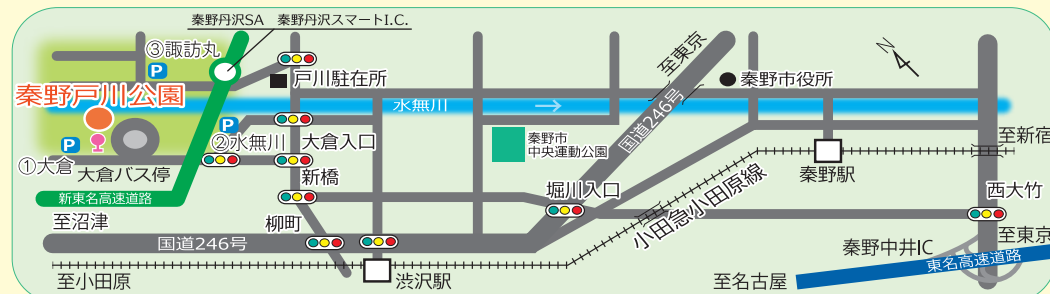 秦野丹沢SA 秦野丹沢スマートI.C.
③諏訪丸
P
戸川駐在所
至東京
N
秦野市役所
秦野戸川公園
水無川
→
P
P
②水無川
大倉入口
秦野市
中央運動公園
国道246号
至新宿
①大倉
大倉バス停
新橋
秦野駅
新東名高速道路
堀川入口
小田急小田原線
西大竹
至沼津
柳町
国道246号
至東京
秦野中井IC
東名高速道路
至小田原
渋沢駅
至名古屋